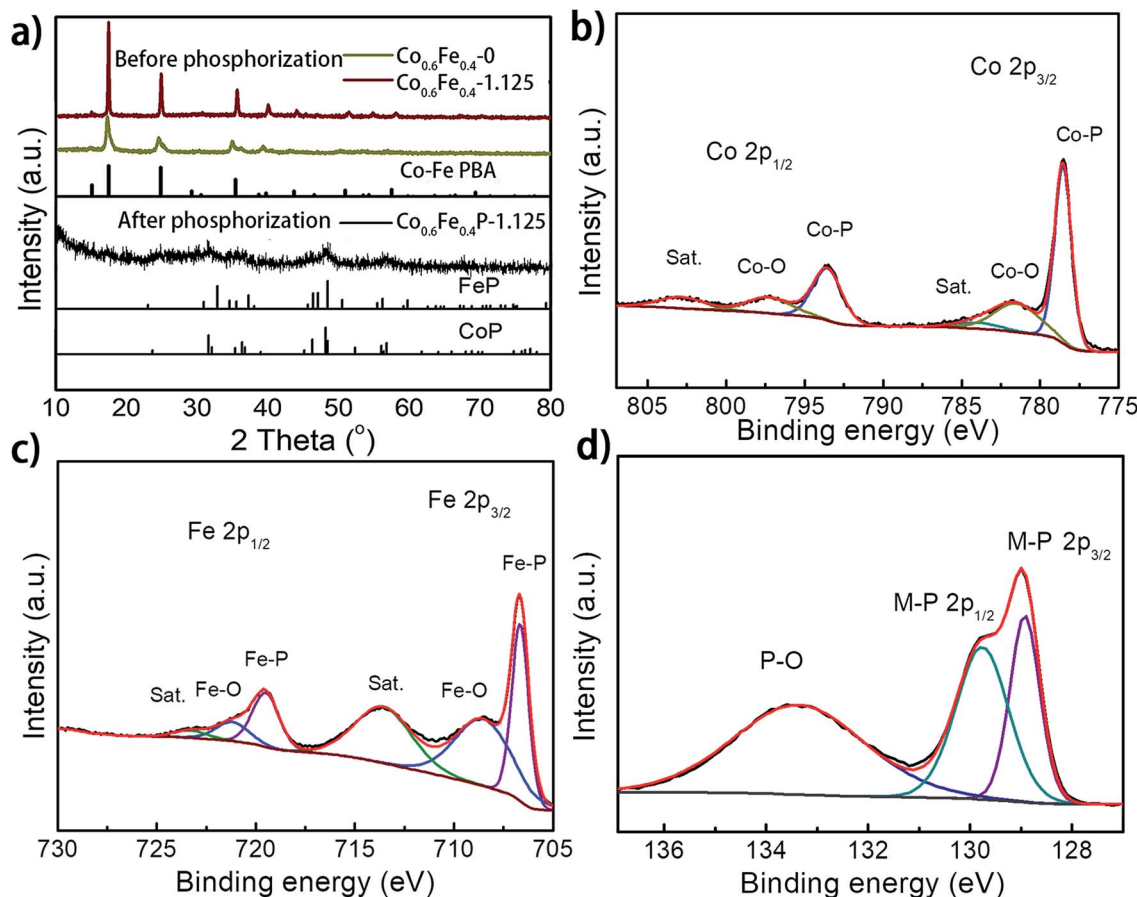 a)
Before phosphorization
Co0.6Fe0.4-0
Co0.6Fe0.4-1.125
Co-Fe PBA
After phosphorization
Co0.6Fe0.4P-1.125
FeP
CoP
Intensity (a.u.)
10 20 30 40 50 60 70 80
2 Theta (°)
b)
Co 2p3/2
Co-P
Co 2p1/2
Co-P
Sat.
Co-O
Sat.
Co-O
Intensity (a.u.)
805 800 795 790 785 780 775
Binding energy (eV)
c)
Fe 2p3/2
Fe 2p1/2
Fe-P
Sat.
Fe-O
Fe-P
Sat.
Fe-O
Intensity (a.u.)
730 725 720 715 710 705
Binding energy (eV)
d)
M-P 2p3/2
M-P 2p1/2
P-O
Intensity (a.u.)
136 134 132 130 128
Binding energy (eV)